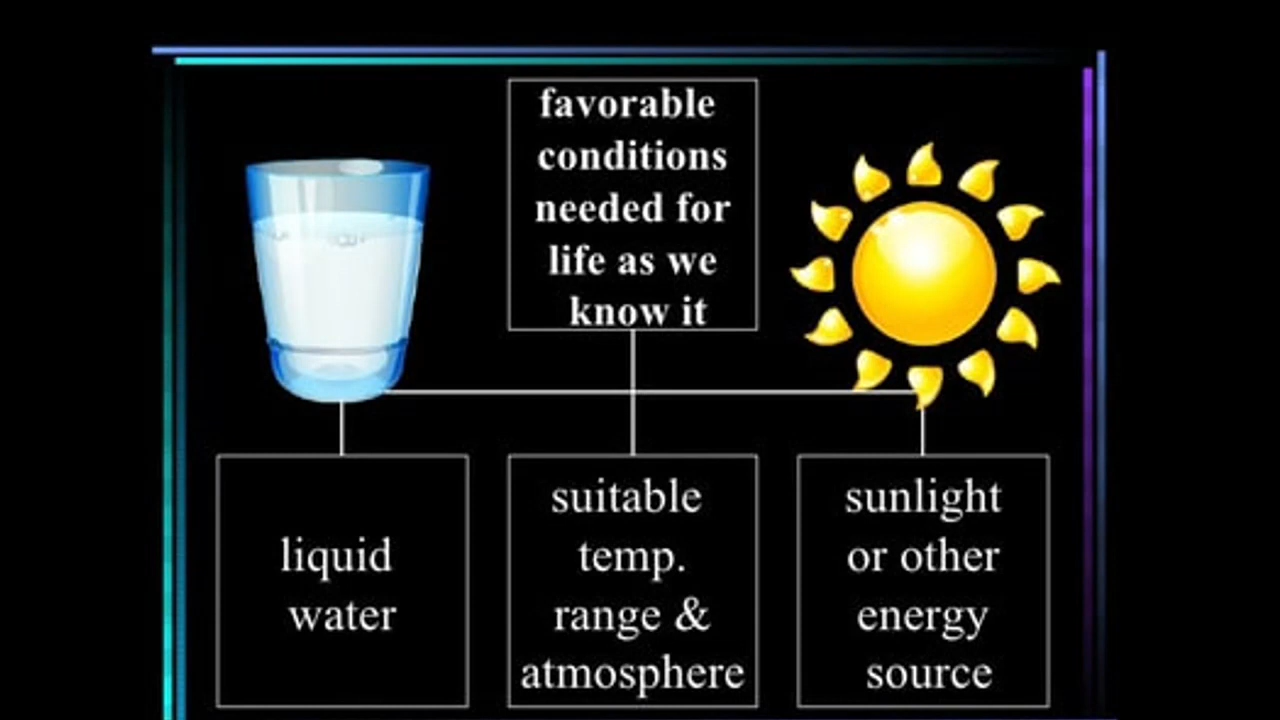 favorable
conditions
needed for
life as we
know it
liquid
water
suitable
temp.
range &
atmosphere
sunlight
or other
energy
source